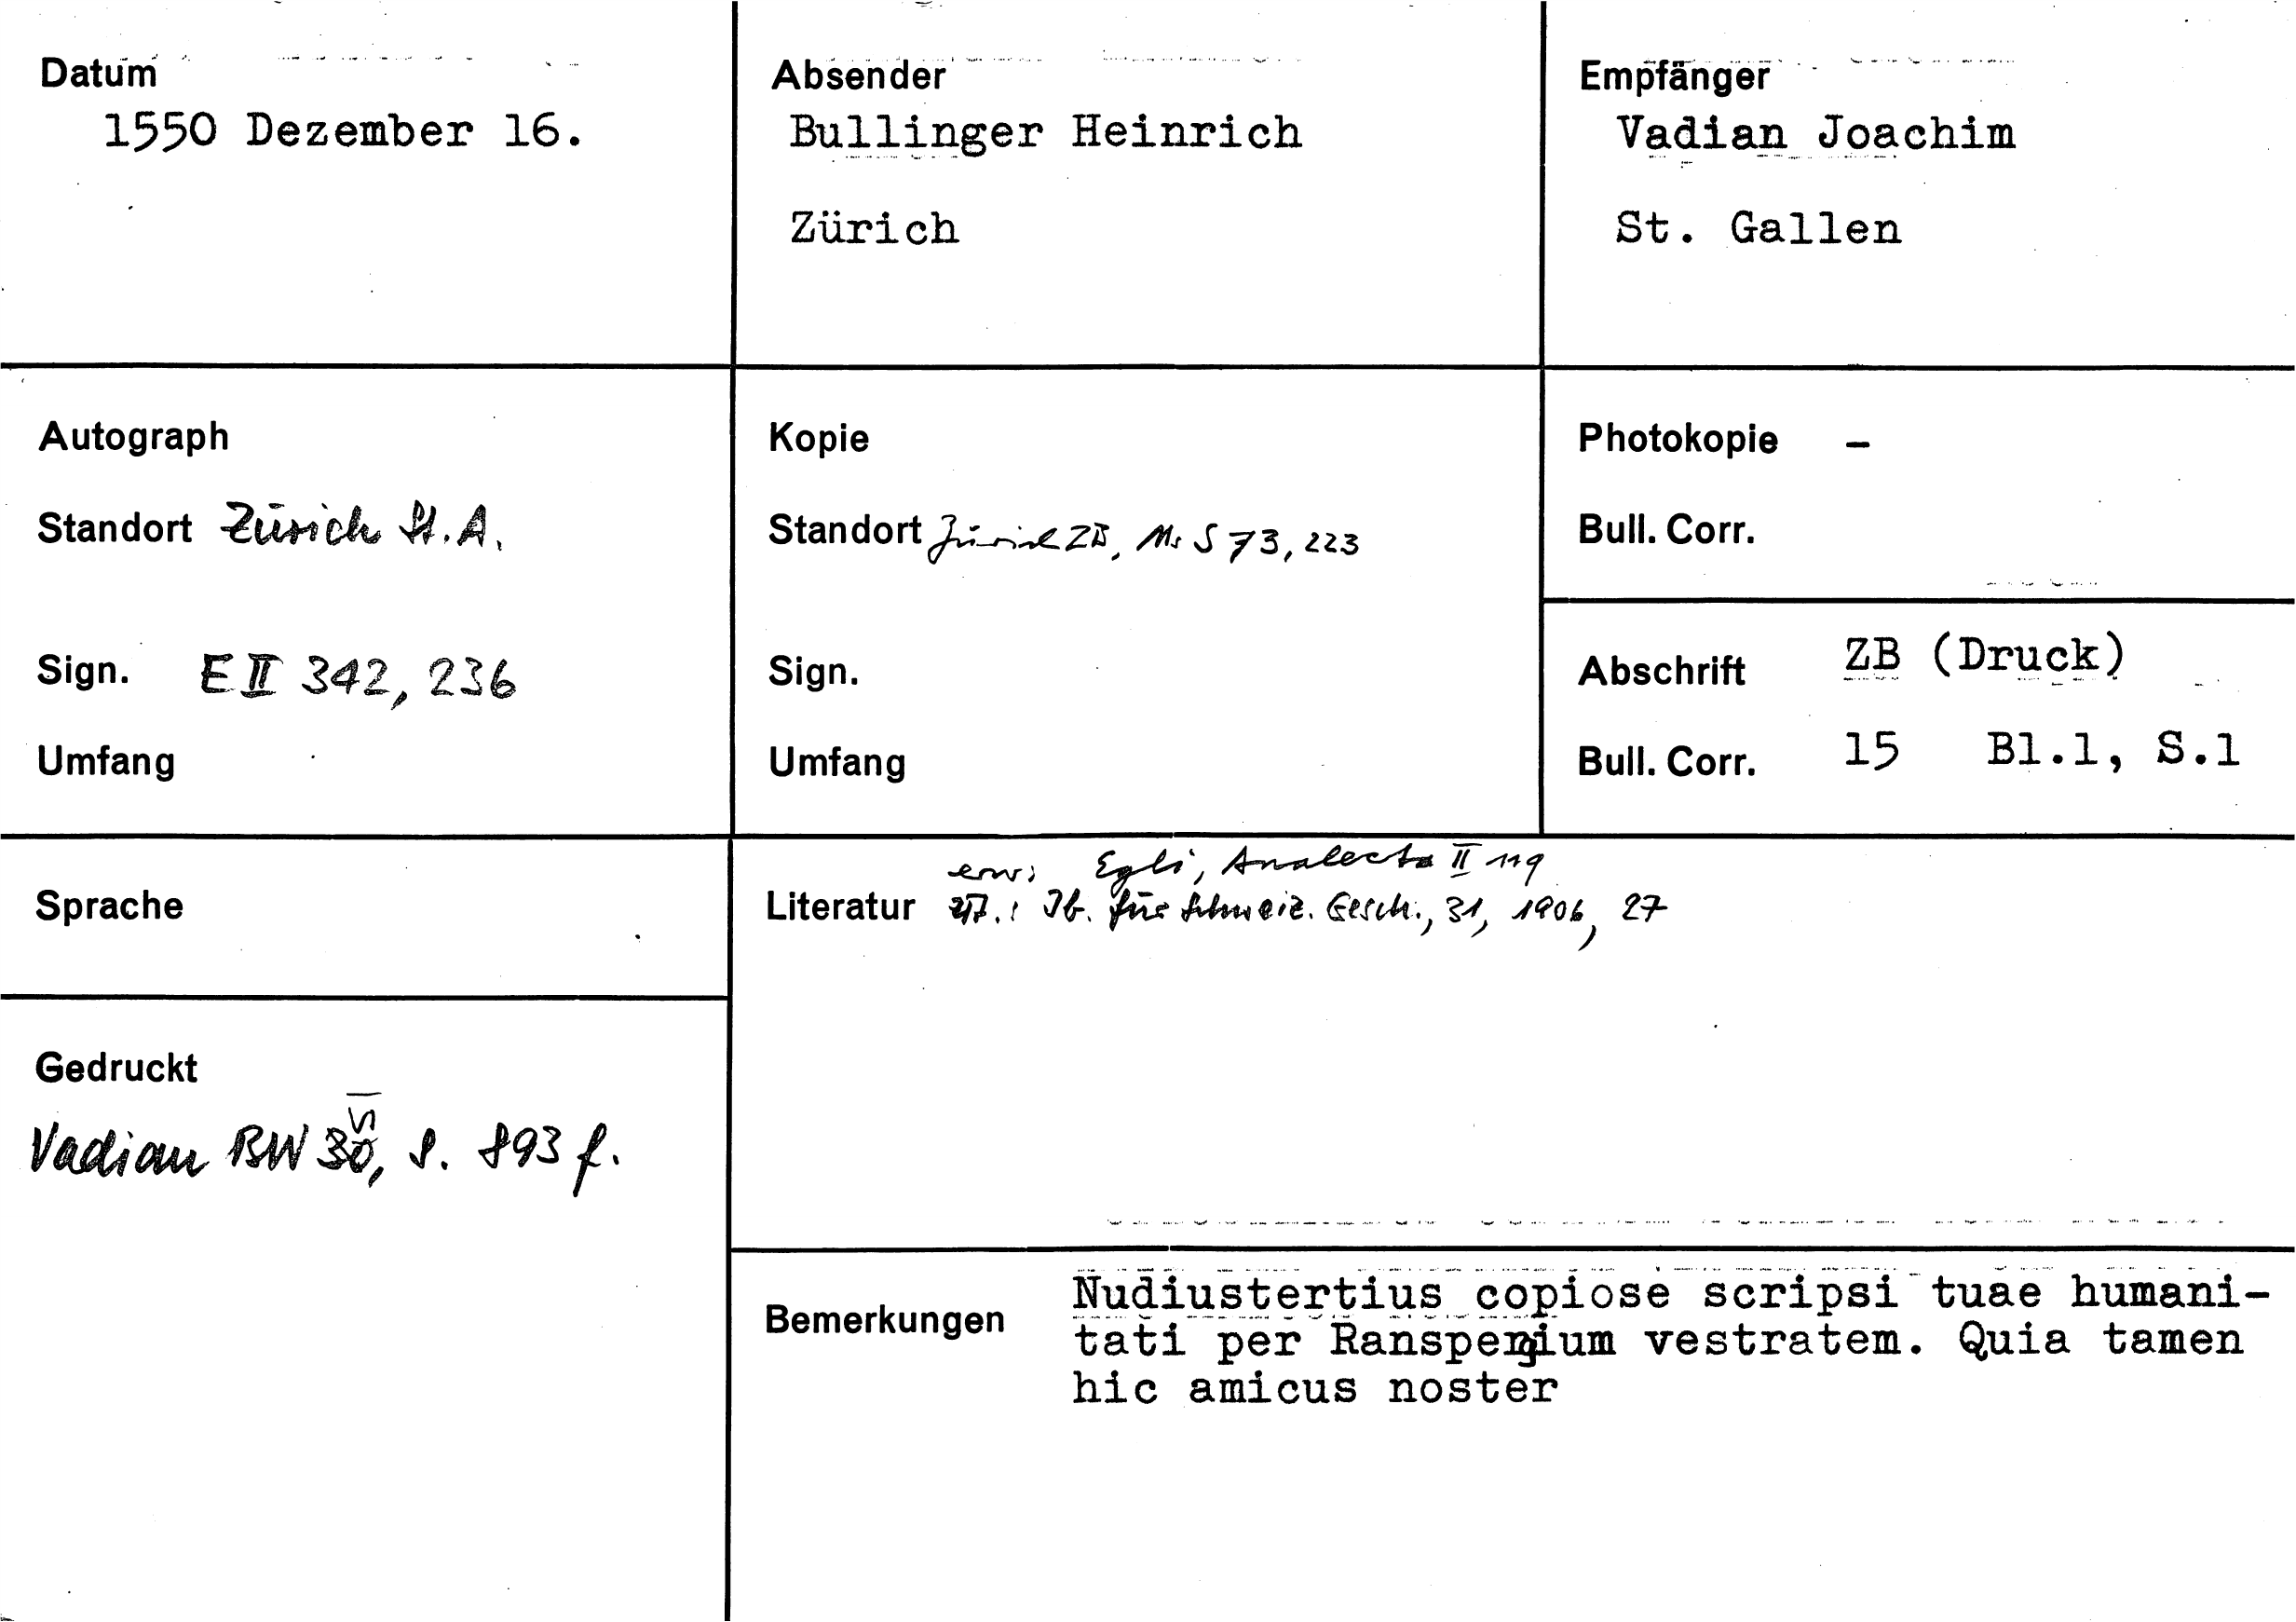 Datum
1550 Dezember 16.
Absender
Bullinger Heinrich
Zürich
Empfänger
Vadian Joachim
St. Gallen
Autograph
Standort Zürich St. A.
Sign. E II 342, 236
Umfang
Kopie
Standort Zürich ZB, Ms S 73, 223
Sign.
Umfang
Photokopie –
Bull. Corr.
Abschrift ZB (Druck)
Bull. Corr. 15 Bl.1, S.1
Sprache
Gedruckt
Vadian BW VI, S. 893 f.
erw: Egli, Analecta II 119
Literatur zit.: Jb. für Schweiz. Gesch., 31, 1906, 27
Bemerkungen
Nudiustertius copiose scripsi tuae humani-
tati per Ranspergium vestratem. Quia tamen
hic amicus noster